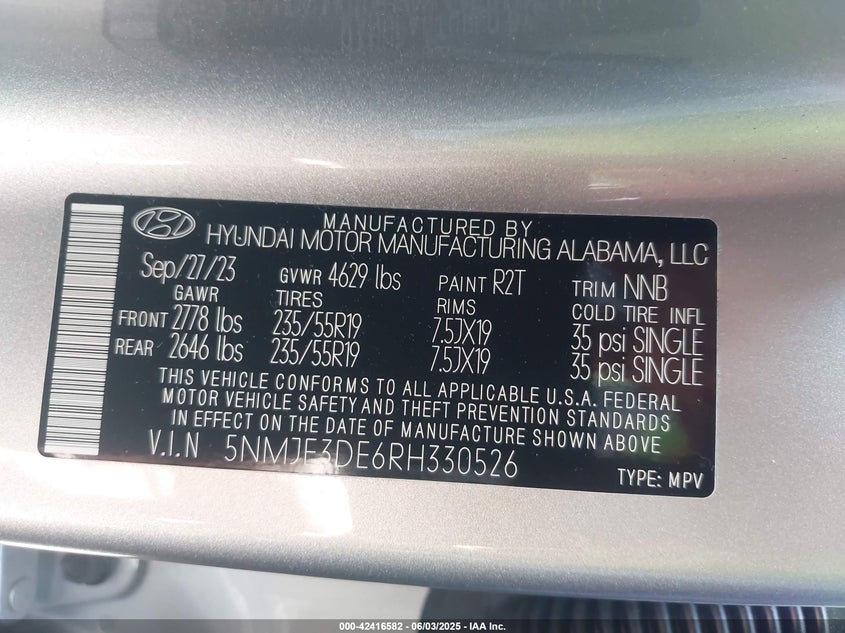 MANUFACTURED BY
HYUNDAI MOTOR MANUFACTURING ALABAMA, LLC
Sep/27/23 GVWR 4629 lbs PAINT R2T TRIM NNB
GAWR TIRES RIMS COLD TIRE INFL
FRONT 2778 lbs 235/55R19 7.5JX19 35 psi SINGLE
REAR 2646 lbs 235/55R19 7.5JX19 35 psi SINGLE
THIS VEHICLE CONFORMS TO ALL APPLICABLE U.S.A. FEDERAL
MOTOR VEHICLE SAFETY AND THEFT PREVENTION STANDARDS
IN EFFECT ON THE DATE OF MANUFACTURE SHOWN ABOVE
V.I.N 5NMJE3DE6RH330526
TYPE: MPV
000-42416582 - 06/03/2025 - IAA Inc.